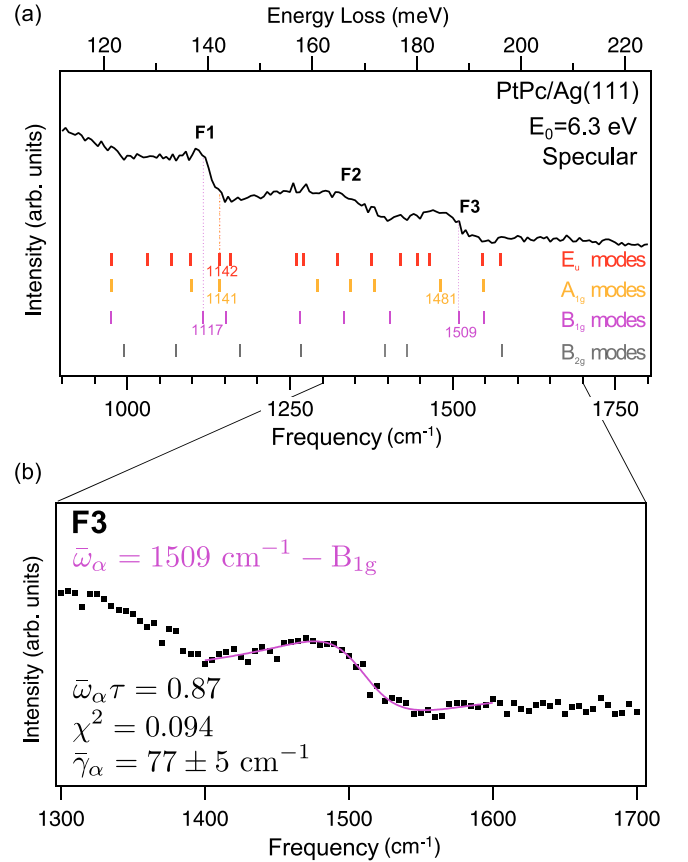 (a)
Energy Loss (meV)
120 140 160 180 200 220
PtPc/Ag(111)
E₀=6.3 eV
Specular
F1
F2
F3
Intensity (arb. units)
Eᵤ modes
1142
A₁g modes
1141
1481
B₁g modes
1117
1509
B₂g modes
1000 1250 1500 1750
Frequency (cm⁻¹)
(b)
F3
ω̄α = 1509 cm⁻¹ − B₁g
Intensity (arb. units)
ω̄ατ = 0.87
χ² = 0.094
γ̄α = 77 ± 5 cm⁻¹
1300 1400 1500 1600 1700
Frequency (cm⁻¹)